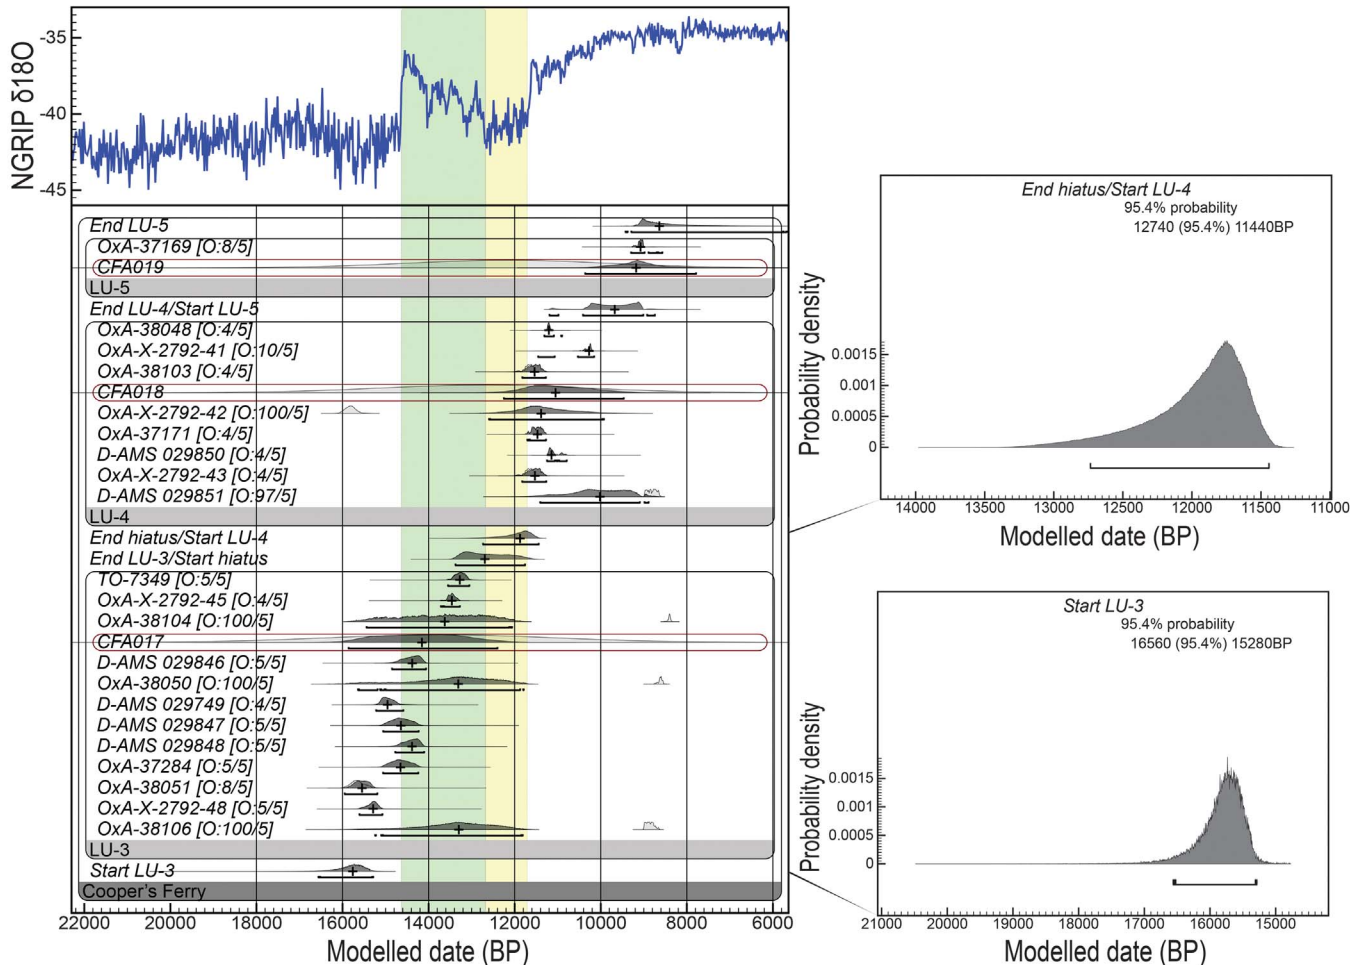 NGRIP δ18O
-35
-40
-45
End LU-5
OxA-37169 [O:8/5]
CFA019
LU-5
End LU-4/Start LU-5
OxA-38048 [O:4/5]
OxA-X-2792-41 [O:10/5]
OxA-38103 [O:4/5]
CFA018
OxA-X-2792-42 [O:100/5]
OxA-37171 [O:4/5]
D-AMS 029850 [O:4/5]
OxA-X-2792-43 [O:4/5]
D-AMS 029851 [O:97/5]
LU-4
End hiatus/Start LU-4
End LU-3/Start hiatus
TO-7349 [O:5/5]
OxA-X-2792-45 [O:4/5]
OxA-38104 [O:100/5]
CFA017
D-AMS 029846 [O:5/5]
OxA-38050 [O:100/5]
D-AMS 029749 [O:4/5]
D-AMS 029847 [O:5/5]
D-AMS 029848 [O:5/5]
OxA-37284 [O:5/5]
OxA-38051 [O:8/5]
OxA-X-2792-48 [O:5/5]
OxA-38106 [O:100/5]
LU-3
Start LU-3
Cooper's Ferry
22000 20000 18000 16000 14000 12000 10000 8000 6000
Modelled date (BP)
End hiatus/Start LU-4
95.4% probability
12740 (95.4%) 11440BP
Probability density
0.0015
0.001
0.0005
0
14000 13500 13000 12500 12000 11500 11000
Modelled date (BP)
Start LU-3
95.4% probability
16560 (95.4%) 15280BP
Probability density
0.0015
0.001
0.0005
0
21000 20000 19000 18000 17000 16000 15000
Modelled date (BP)